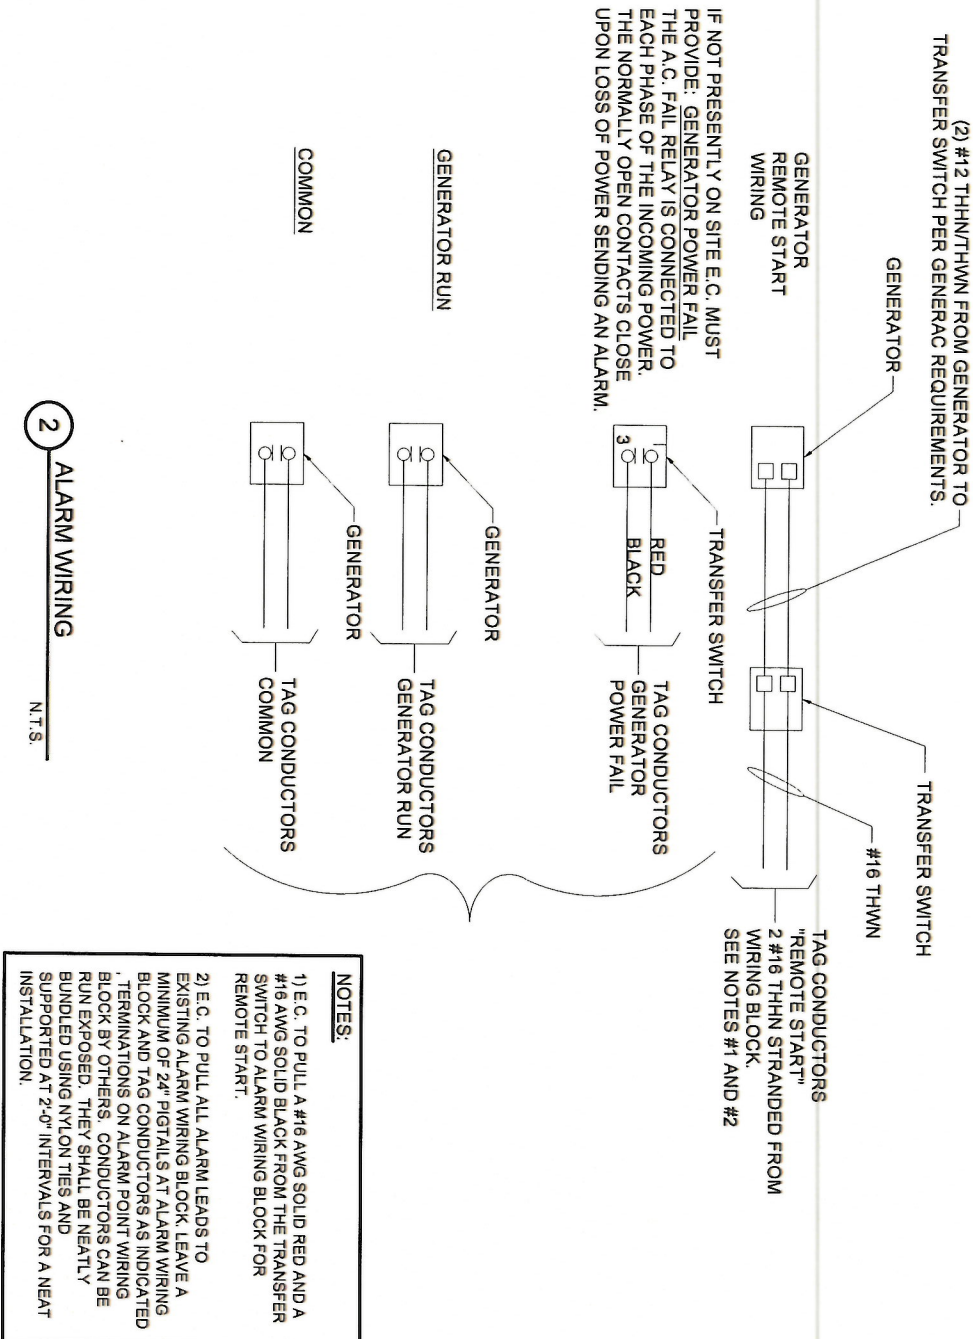 (2) #12 THHN/THWN FROM GENERATOR TO
TRANSFER SWITCH PER GENERAC REQUIREMENTS.
GENERATOR
TRANSFER SWITCH
#16 THWN
GENERATOR
REMOTE START
WIRING
TAG CONDUCTORS
"REMOTE START"
2 #16 THHN STRANDED FROM
WIRING BLOCK.
SEE NOTES #1 AND #2
IF NOT PRESENTLY ON SITE E.C. MUST
PROVIDE: GENERATOR POWER FAIL
THE A.C. FAIL RELAY IS CONNECTED TO
EACH PHASE OF THE INCOMING POWER.
THE NORMALLY OPEN CONTACTS CLOSE
UPON LOSS OF POWER SENDING AN ALARM.
TRANSFER SWITCH
3
RED
BLACK
TAG CONDUCTORS
GENERATOR
POWER FAIL
GENERATOR RUN
GENERATOR
TAG CONDUCTORS
GENERATOR RUN
COMMON
GENERATOR
TAG CONDUCTORS
COMMON
2
ALARM WIRING
N.T.S.
NOTES:
1) E.C. TO PULL A #16 AWG SOLID RED AND A
#16 AWG SOLID BLACK FROM THE TRANSFER
SWITCH TO ALARM WIRING BLOCK FOR
REMOTE START.
2) E.C. TO PULL ALL ALARM LEADS TO
EXISTING ALARM WIRING BLOCK. LEAVE A
MINIMUM OF 24" PIGTAILS AT ALARM WIRING
BLOCK AND TAG CONDUCTORS AS INDICATED
. TERMINATIONS ON ALARM POINT WIRING
BLOCK BY OTHERS. CONDUCTORS CAN BE
RUN EXPOSED. THEY SHALL BE NEATLY
BUNDLED USING NYLON TIES AND
SUPPORTED AT 2'-0" INTERVALS FOR A NEAT
INSTALLATION.